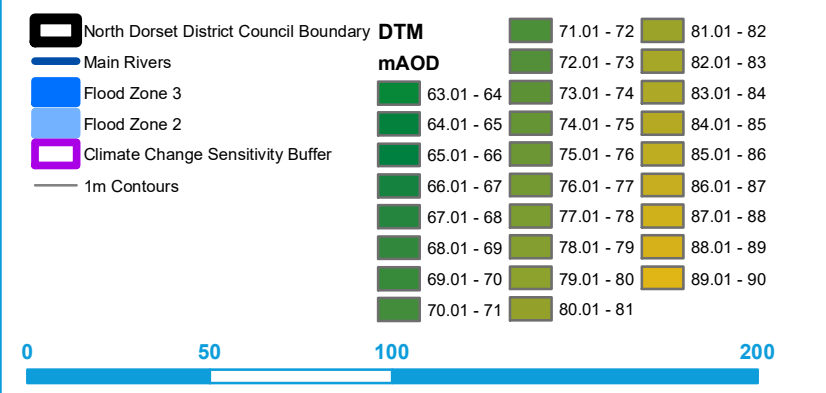 North Dorset District Council Boundary
Main Rivers
Flood Zone 3
Flood Zone 2
Climate Change Sensitivity Buffer
1m Contours
DTM
mAOD
63.01 - 64
64.01 - 65
65.01 - 66
66.01 - 67
67.01 - 68
68.01 - 69
69.01 - 70
70.01 - 71
71.01 - 72
72.01 - 73
73.01 - 74
74.01 - 75
75.01 - 76
76.01 - 77
77.01 - 78
78.01 - 79
79.01 - 80
80.01 - 81
81.01 - 82
82.01 - 83
83.01 - 84
84.01 - 85
85.01 - 86
86.01 - 87
87.01 - 88
88.01 - 89
89.01 - 90
0 50 100 200